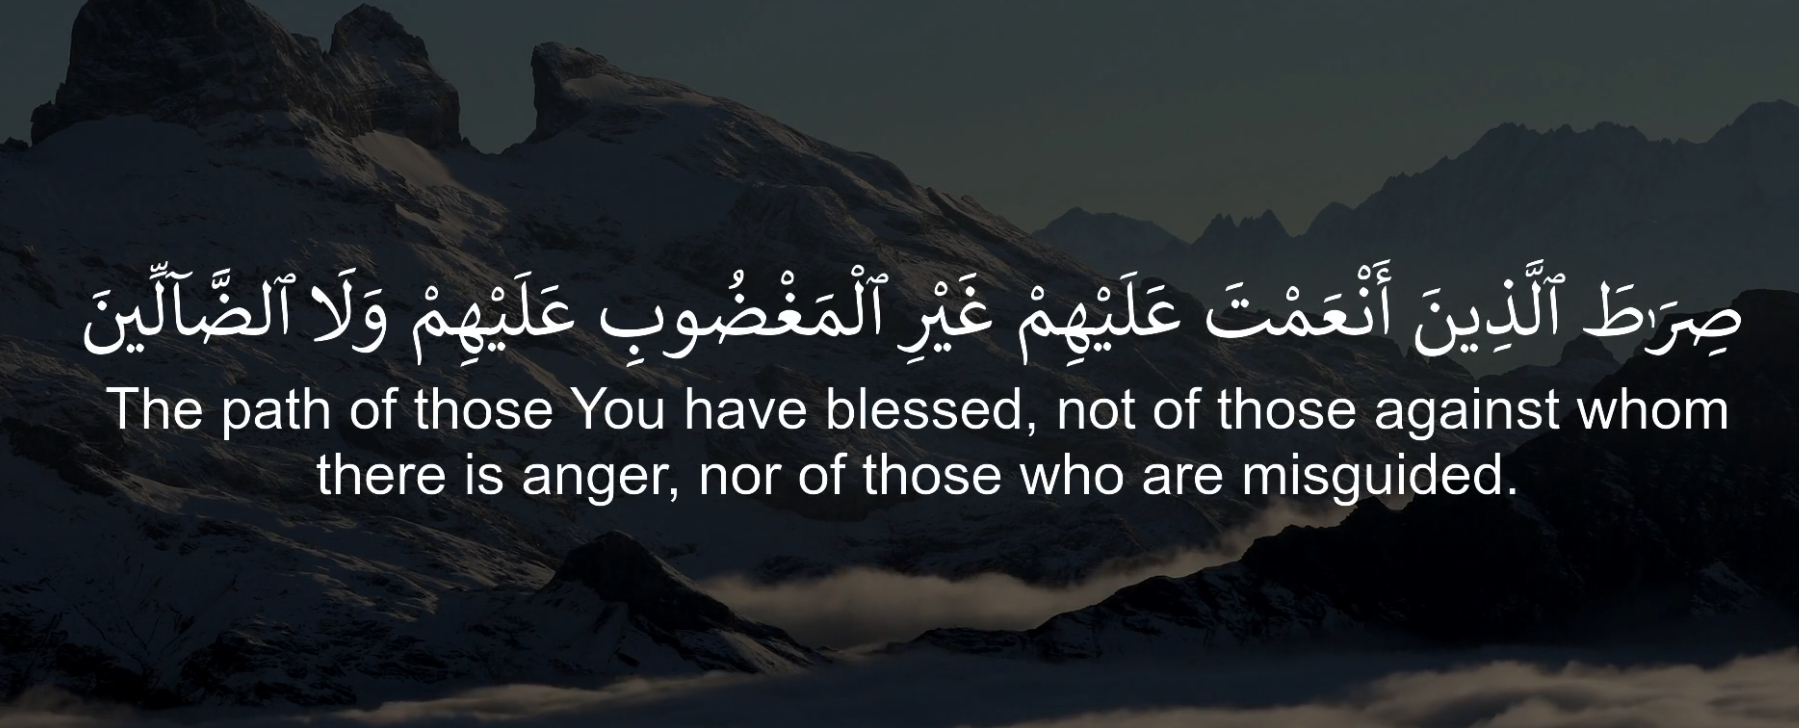 صِرَٰطَ ٱلَّذِينَ أَنْعَمْتَ عَلَيْهِمْ غَيْرِ ٱلْمَغْضُوبِ عَلَيْهِمْ وَلَا ٱلضَّآلِّينَ
The path of those You have blessed, not of those against whom
there is anger, nor of those who are misguided.